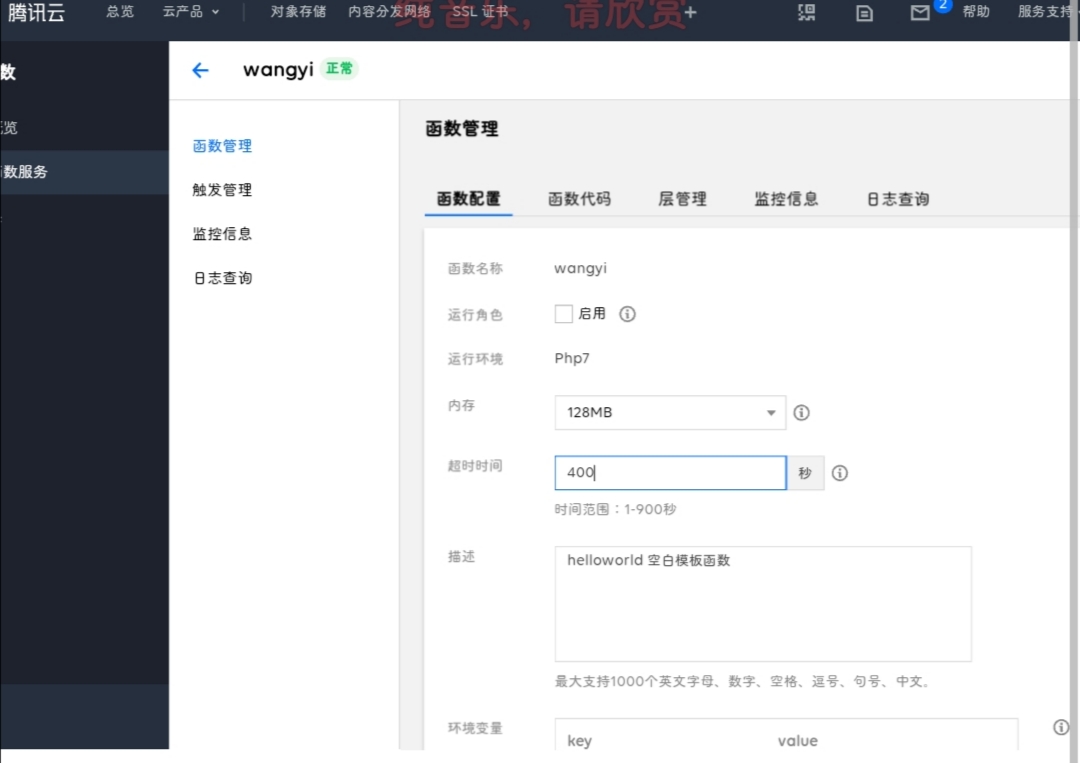 腾讯云 总览 云产品 对象存储 内容分发网络 SSL 证书 + 2 帮助 服务支持
纯音乐，请欣赏
数
wangyi 正常
览
数服务
函数管理
触发管理
监控信息
日志查询
函数管理
函数配置 函数代码 层管理 监控信息 日志查询
函数名称 wangyi
运行角色 启用
运行环境 Php7
内存 128MB
超时时间 400 秒
时间范围：1-900秒
描述 helloworld 空白模板函数
最大支持1000个英文字母、数字、空格、逗号、句号、中文。
环境变量 key value